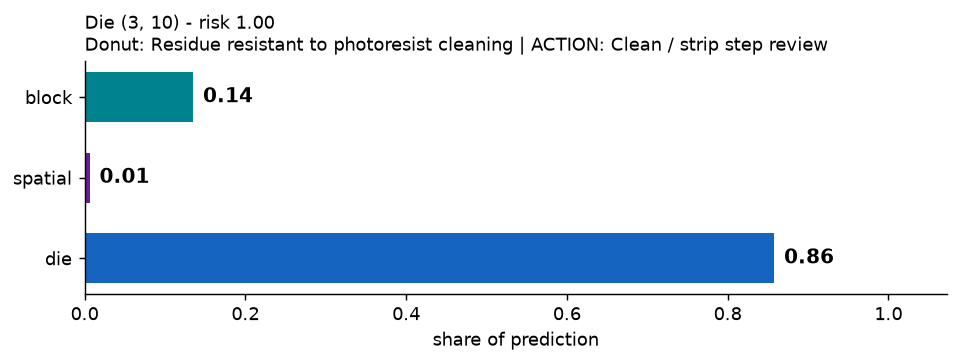 Die (3, 10) - risk 1.00
Donut: Residue resistant to photoresist cleaning | ACTION: Clean / strip step review
block 0.14
spatial 0.01
die 0.86
0.0 0.2 0.4 0.6 0.8 1.0
share of prediction